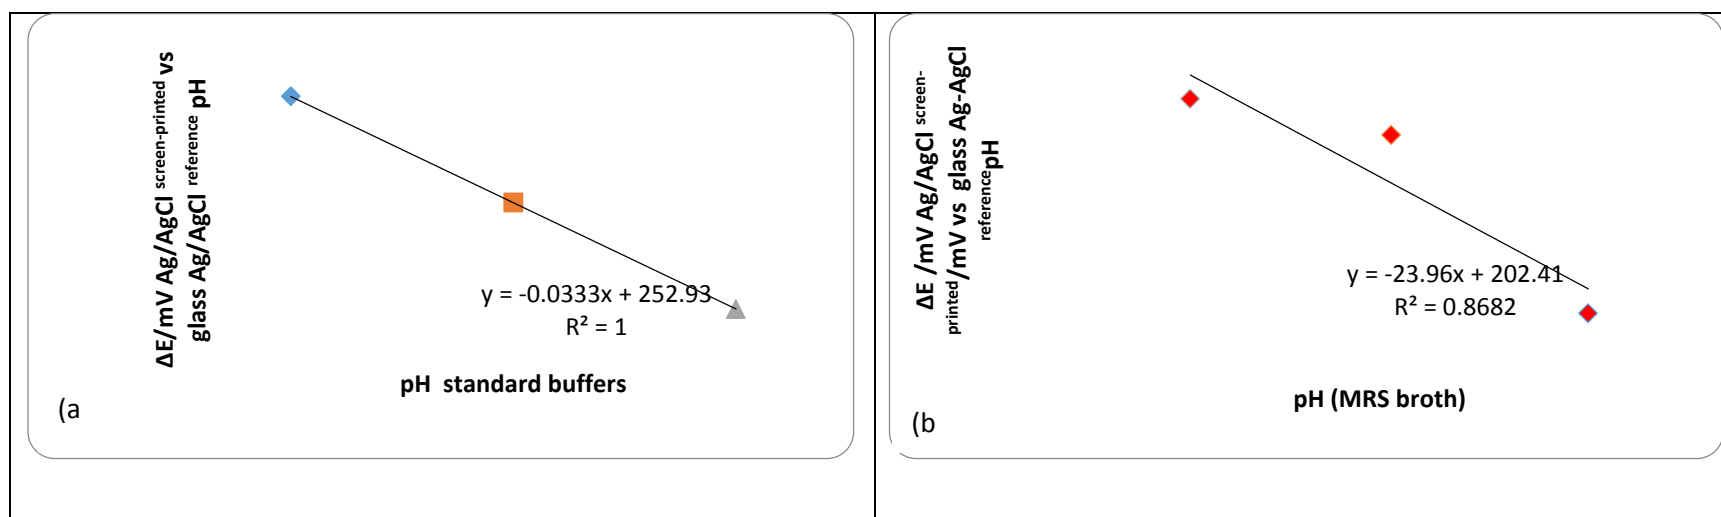 ΔE/mV Ag/AgCl screen-printed vs
glass Ag/AgCl reference pH
y = -0.0333x + 252.93
R² = 1
pH standard buffers
(a
ΔE /mV Ag/AgCl screen-
printed/mV vs glass Ag-AgCl
referencepH
y = -23.96x + 202.41
R² = 0.8682
pH (MRS broth)
(b